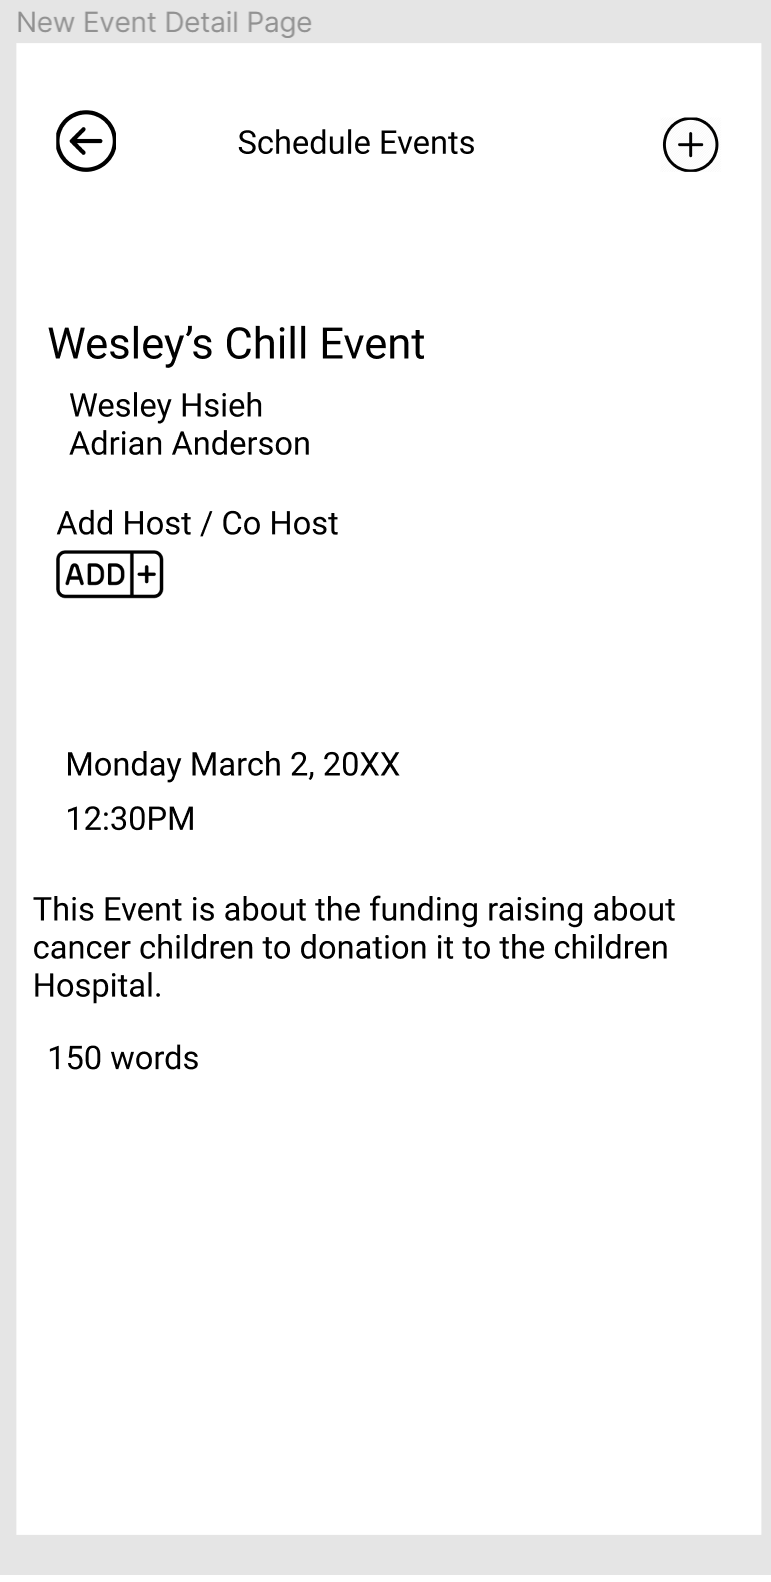 New Event Detail Page
Schedule Events
Wesley’s Chill Event
Wesley Hsieh
Adrian Anderson
Add Host / Co Host
ADD+
Monday March 2, 20XX
12:30PM
This Event is about the funding raising about
cancer children to donation it to the children
Hospital.
150 words